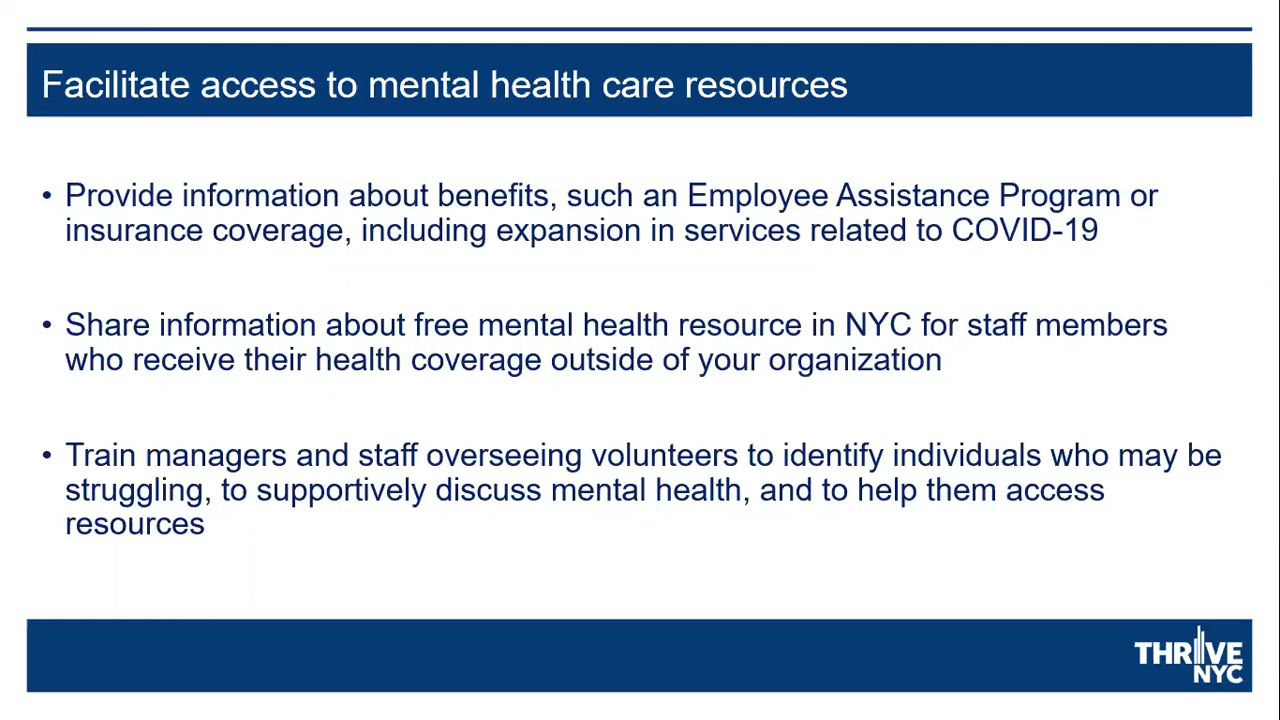 Facilitate access to mental health care resources
• Provide information about benefits, such an Employee Assistance Program or
insurance coverage, including expansion in services related to COVID-19
• Share information about free mental health resource in NYC for staff members
who receive their health coverage outside of your organization
• Train managers and staff overseeing volunteers to identify individuals who may be
struggling, to supportively discuss mental health, and to help them access
resources
THRIVE
NYC